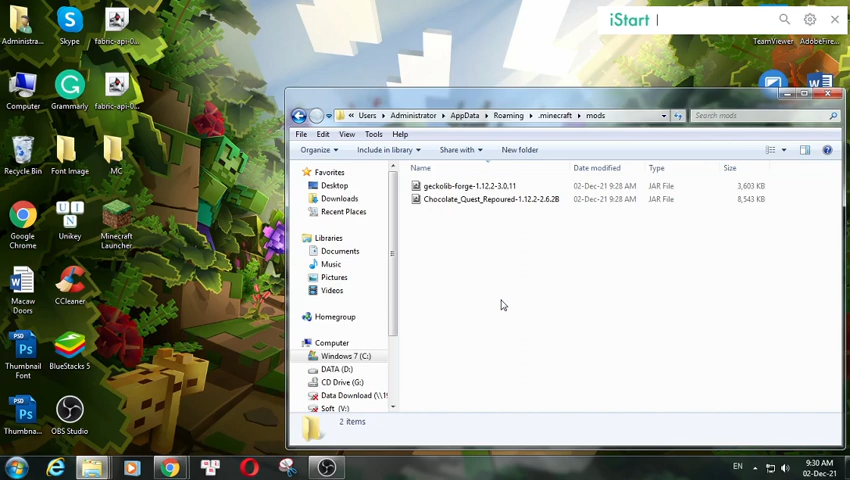 iStart
Administra...
Skype
fabric-api-0...
TeamViewer
AdobeFire...
Computer
Grammarly
fabric-api-0...
Recycle Bin
Font Image
MC
Google Chrome
Unikey
Minecraft Launcher
Macaw Doors
CCleaner
Thumbnail Font
BlueStacks 5
Thumbna...
OBS Studio
« Users Administrator AppData Roaming .minecraft mods
Search mods
File Edit View Tools Help
Organize Include in library Share with New folder
Name Date modified Type Size
geckolib-forge-1.12.2-3.0.11 02-Dec-21 9:28 AM JAR File 3,603 KB
Chocolate_Quest_Repoured-1.12.2-2.6.2B 02-Dec-21 9:28 AM JAR File 8,543 KB
Favorites
Desktop
Downloads
Recent Places
Libraries
Documents
Music
Pictures
Videos
Homegroup
Computer
Windows 7 (C:)
DATA (D:)
CD Drive (G:)
Data Download (\\19
Soft (V:)
2 items
EN
9:30 AM
02-Dec-21